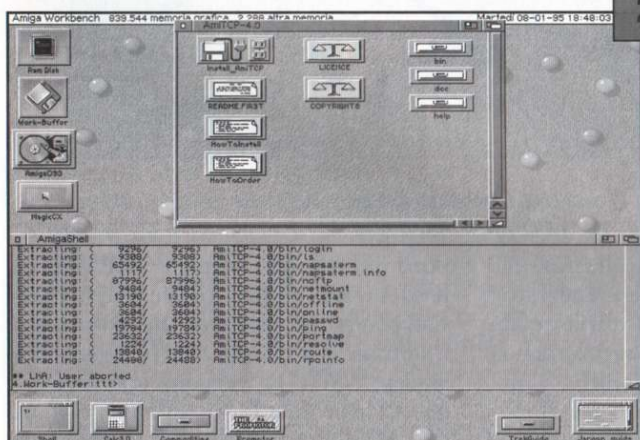 Amiga Workbench 839.544 memoria grafica 2.288 altra memoria Martedì 08-01-95 18:48:03
AmiTCP-4.0
Ram Disk
Work-Buffer
AmigaOS0
MagicCX
Install_AmiTCP
LICENCE
bin
README.FIRST
COPYRIGHTS
doc
HowToInstall
help
HowToOrder
AmigaShell
Extracting: ( 9296/ 9296) AmiTCP-4.0/bin/login
Extracting: ( 9308/ 9308) AmiTCP-4.0/bin/ls
Extracting: ( 65492/ 65492) AmiTCP-4.0/bin/napsaterm
Extracting: ( 1117/ 1117) AmiTCP-4.0/bin/napsaterm.info
Extracting: ( 87996/ 87996) AmiTCP-4.0/bin/ncftp
Extracting: ( 9484/ 9484) AmiTCP-4.0/bin/netmount
Extracting: ( 13190/ 13190) AmiTCP-4.0/bin/netstat
Extracting: ( 3604/ 3604) AmiTCP-4.0/bin/offline
Extracting: ( 3604/ 3604) AmiTCP-4.0/bin/online
Extracting: ( 4292/ 4292) AmiTCP-4.0/bin/passwd
Extracting: ( 19784/ 19784) AmiTCP-4.0/bin/ping
Extracting: ( 23632/ 23632) AmiTCP-4.0/bin/portmap
Extracting: ( 1224/ 1224) AmiTCP-4.0/bin/resolve
Extracting: ( 13840/ 13840) AmiTCP-4.0/bin/route
Extracting: ( 24488/ 24488) AmiTCP-4.0/bin/rpcinfo
** LhA: User aborted
4.Work-Buffer:ttt>
Shell
Calc3.0
Commodities
Promotor